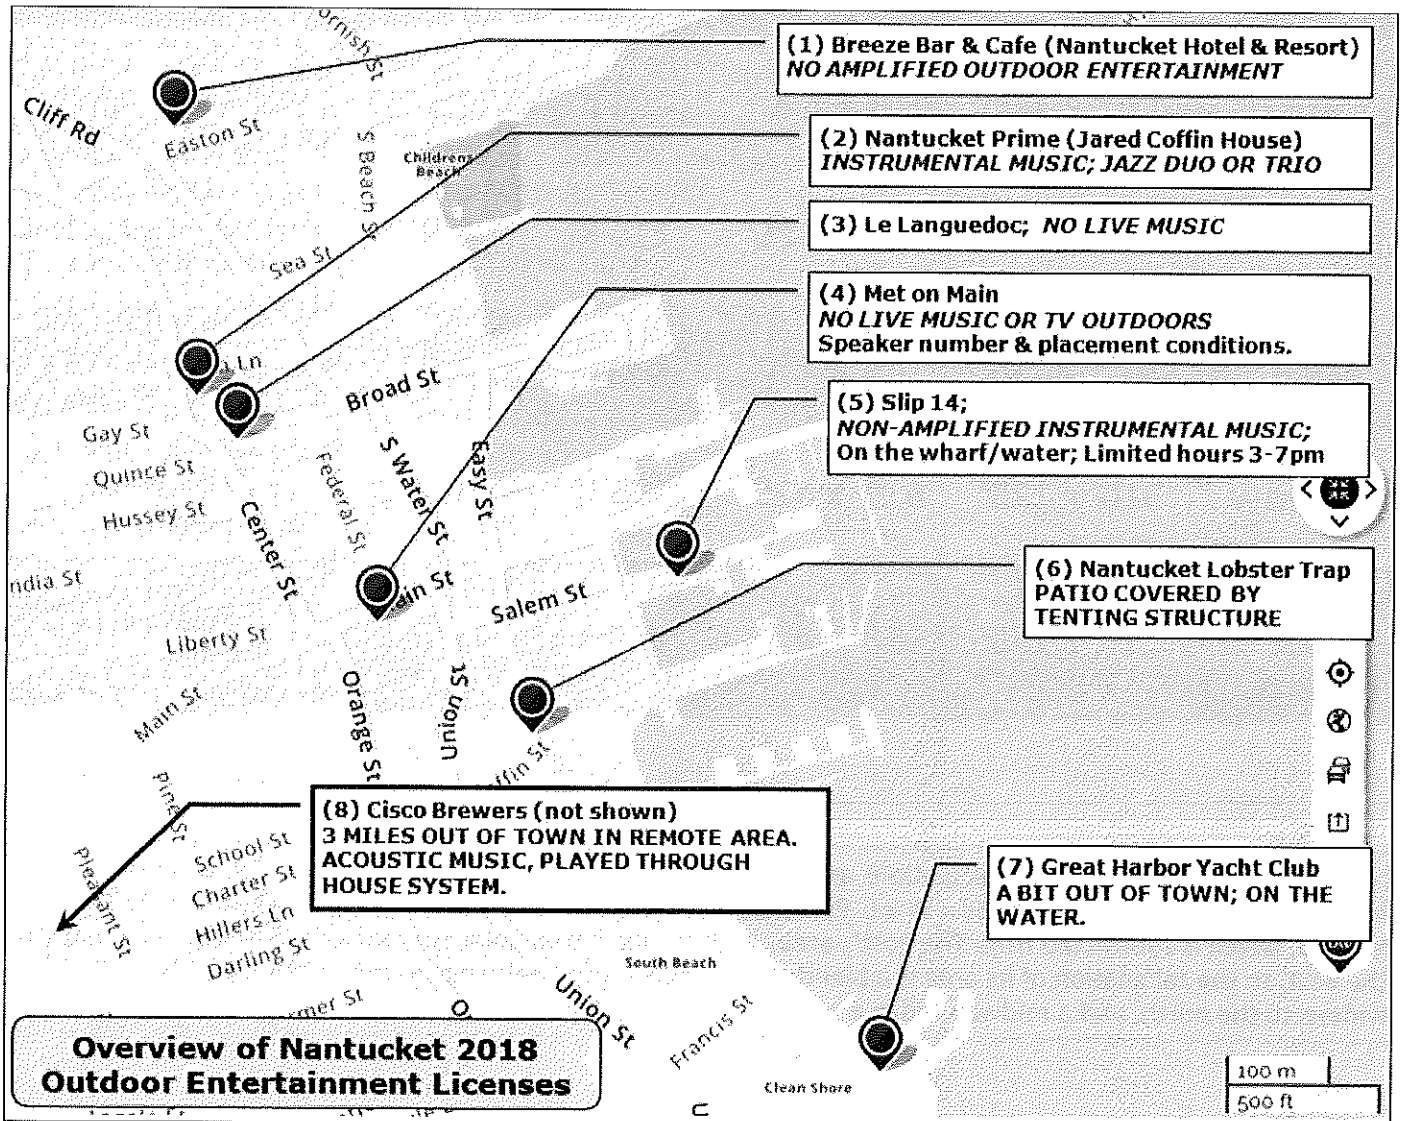 (1) Breeze Bar & Cafe (Nantucket Hotel & Resort)
NO AMPLIFIED OUTDOOR ENTERTAINMENT
(2) Nantucket Prime (Jared Coffin House)
INSTRUMENTAL MUSIC; JAZZ DUO OR TRIO
(3) Le Languedoc; NO LIVE MUSIC
(4) Met on Main
NO LIVE MUSIC OR TV OUTDOORS
Speaker number & placement conditions.
(5) Slip 14;
NON-AMPLIFIED INSTRUMENTAL MUSIC;
On the wharf/water; Limited hours 3-7pm
(6) Nantucket Lobster Trap
PATIO COVERED BY
TENTING STRUCTURE
(8) Cisco Brewers (not shown)
3 MILES OUT OF TOWN IN REMOTE AREA.
ACOUSTIC MUSIC, PLAYED THROUGH
HOUSE SYSTEM.
(7) Great Harbor Yacht Club
A BIT OUT OF TOWN; ON THE
WATER.
Overview of Nantucket 2018
Outdoor Entertainment Licenses
Cliff Rd
Easton St
S Beach St
Childrens
Beach
Sea St
Ln
Broad St
Gay St
Quince St
Hussey St
Center St
Federal St
S Water St
Easy St
Salem St
Liberty St
Main St
Orange St
Union St
Pine St
Pleasant St
School St
Charter St
Hillers Ln
Darling St
South Beach
Union St
Francis St
Clean Shore
100 m
500 ft